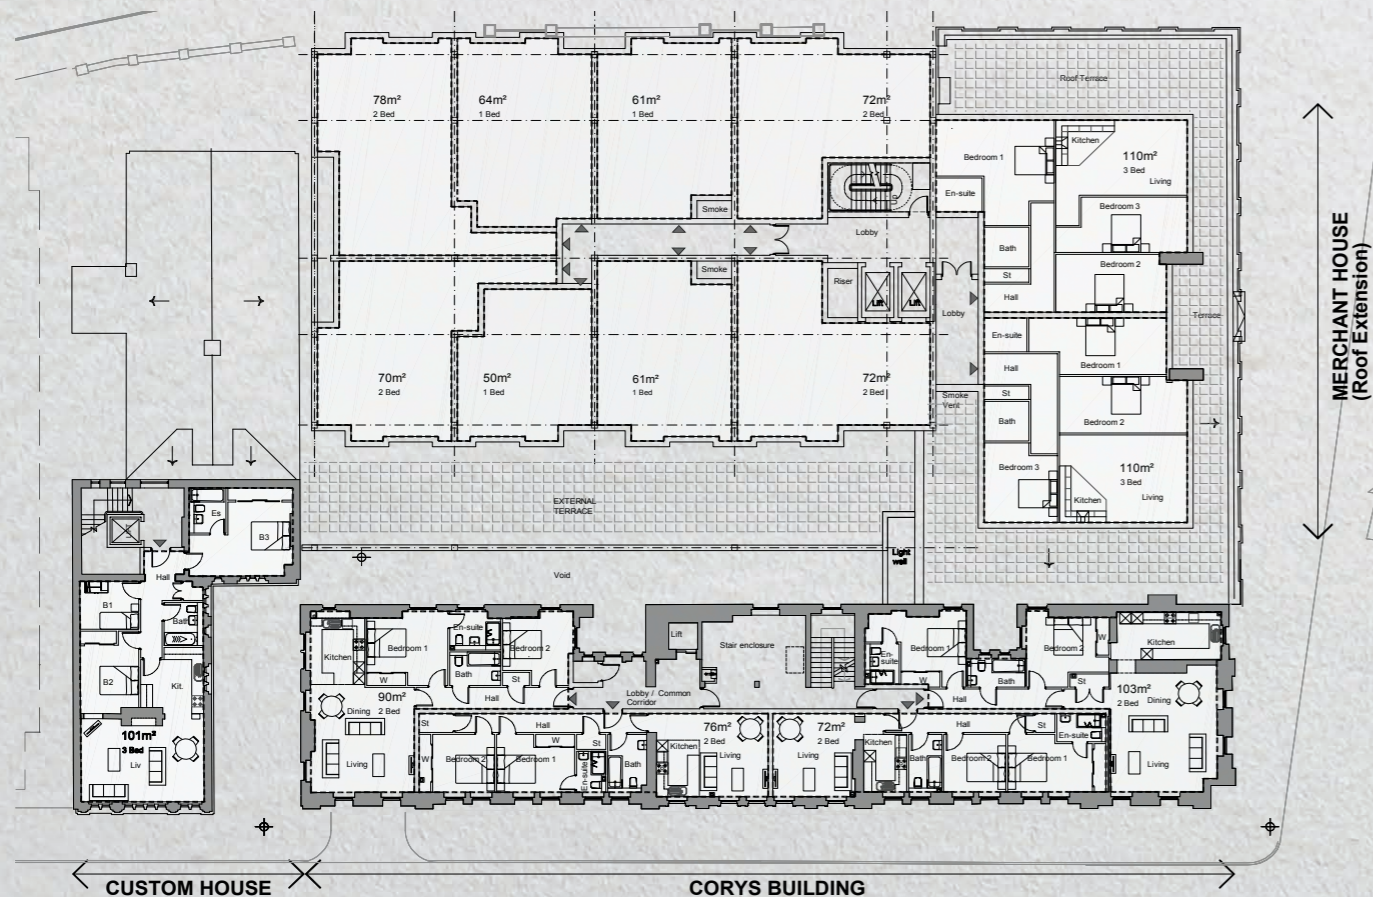 Roof Terrace
78m²
2 Bed
64m²
1 Bed
61m²
1 Bed
72m²
2 Bed
Bedroom 1
Kitchen
110m²
3 Bed
Living
En-suite
Bedroom 3
Smoke
Lobby
Bath
St
Hall
Bedroom 2
Smoke
Riser
Lift
Lift
Lobby
Terrace
En-suite
Bedroom 1
Hall
St
Smoke
Vent
Bath
Bedroom 2
Bedroom 3
110m²
3 Bed
Living
Kitchen
70m²
2 Bed
50m²
1 Bed
61m²
1 Bed
72m²
2 Bed
MERCHANT HOUSE
(Roof Extension)
EXTERNAL
TERRACE
Light
well
Void
Es
B3
Lift
Hall
B1
Bath
B2
Kit.
101m²
3 Bed
Liv
Kitchen
Bedroom 1
En-suite
Bedroom 2
Bath
W
St
90m²
2 Bed
Dining
Hall
Living
St
Hall
W
St
W
Bedroom 2
Bedroom 1
En-suite
Bath
Lift
Stair enclosure
Lobby / Common
Corridor
76m²
2 Bed
Kitchen
Living
72m²
2 Bed
Kitchen
Living
Bedroom 1
En-
suite
W
Bath
Hall
Bedroom 2
W
St
Kitchen
103m²
2 Bed
Dining
Living
Hall
St
En-suite
Bath
Bedroom 2
Bedroom 1
CUSTOM HOUSE
CORYS BUILDING